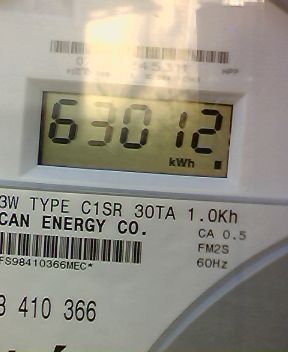 63012
kWh
3W TYPE C1SR 30TA 1.0Kh
CAN ENERGY CO.
CA 0.5
FM2S
60Hz
FS98410366MEC*
8 410 366